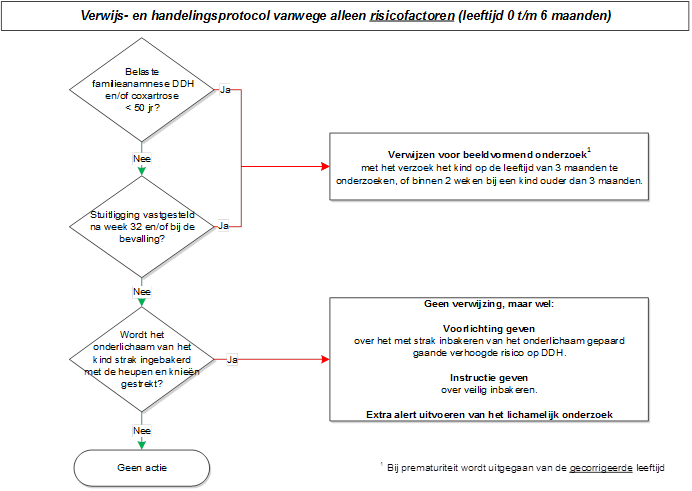 Verwijs- en handelingsprotocol vanwege alleen risicofactoren (leeftijd 0 t/m 6 maanden)
Belaste
familieanamnese DDH
en/of coxartrose
< 50 jr?
Ja
Nee
Verwijzen voor beeldvormend onderzoek¹
met het verzoek het kind op de leeftijd van 3 maanden te
onderzoeken, of binnen 2 weken bij een kind ouder dan 3 maanden.
Stuitligging vastgesteld
na week 32 en/of bij de
bevalling?
Ja
Nee
Wordt het
onderlichaam van het
kind strak ingebakerd
met de heupen en knieën
gestrekt?
Ja
Geen verwijzing, maar wel:
Voorlichting geven
over het met strak inbakeren van het onderlichaam gepaard
gaande verhoogde risico op DDH.
Instructie geven
over veilig inbakeren.
Extra alert uitvoeren van het lichamelijk onderzoek
Nee
Geen actie
¹ Bij prematuriteit wordt uitgegaan van de gecorrigeerde leeftijd